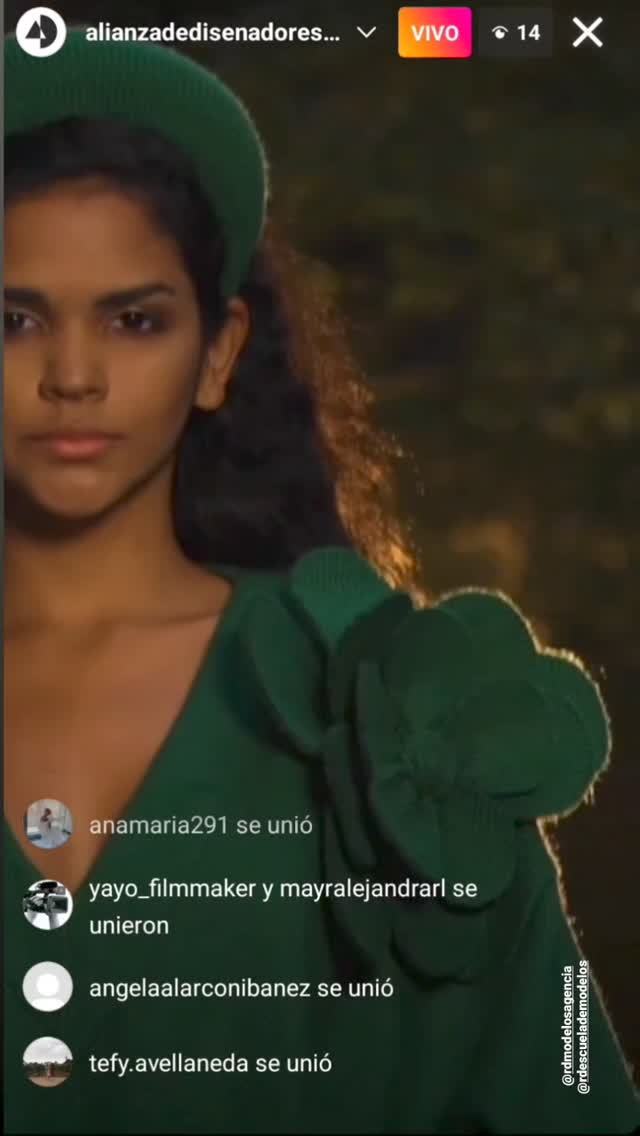 alianzadedisenadores...
VIVO
14
anamaria291 se unió
yayo_filmmaker y mayralejandrarl se
unieron
angelaalarconibanez se unió
tefy.avellaneda se unió
@rdmodelosagencia
@rdescuelademodelos